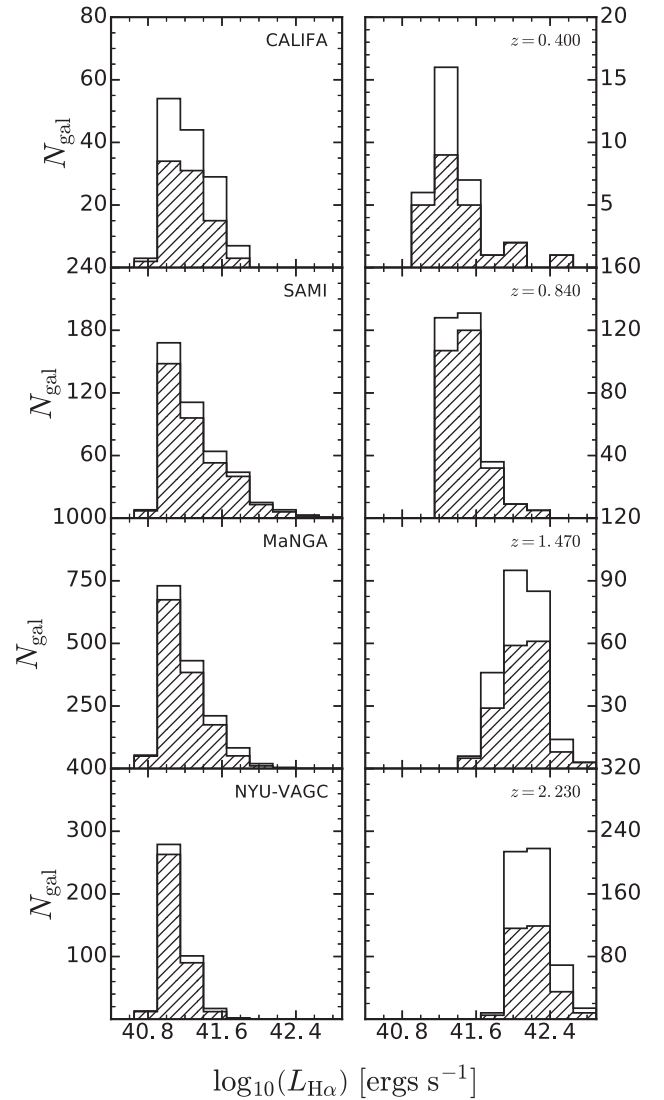 80 CALIFA z=0.400 20
60 15
N_gal 40 10
20 5
240 SAMI z=0.840 160
180 120
N_gal 120 80
60 40
1000 MaNGA z=1.470 120
750 90
N_gal 500 60
250 30
400 NYU-VAGC z=2.230 320
300 240
N_gal 200 160
100 80
40.8 41.6 42.4 40.8 41.6 42.4
log₁₀(L_Hα) [ergs s⁻¹]